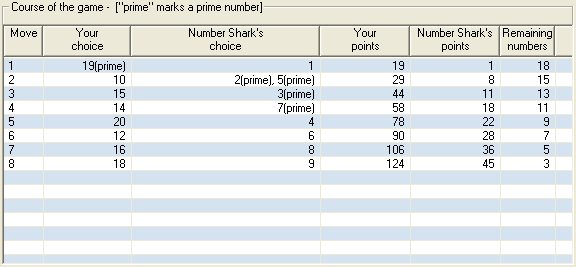 Course of the game -  ["prime" marks a prime number]
Move Your choice Number Shark's choice Your points Number Shark's points Remaining numbers
1 19(prime) 1 19 1 18
2 10 2(prime), 5(prime) 29 8 15
3 15 3(prime) 44 11 13
4 14 7(prime) 58 18 11
5 20 4 78 22 9
6 12 6 90 28 7
7 16 8 106 36 5
8 18 9 124 45 3